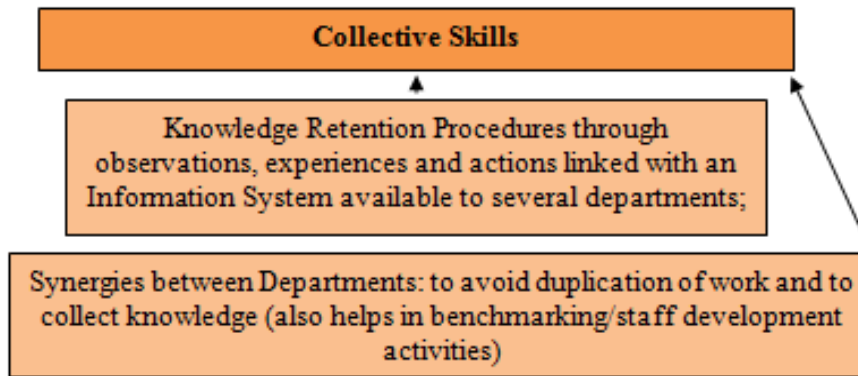 Collective Skills
Knowledge Retention Procedures through
observations, experiences and actions linked with an
Information System available to several departments;
Synergies between Departments: to avoid duplication of work and to
collect knowledge (also helps in benchmarking/staff development
activities)